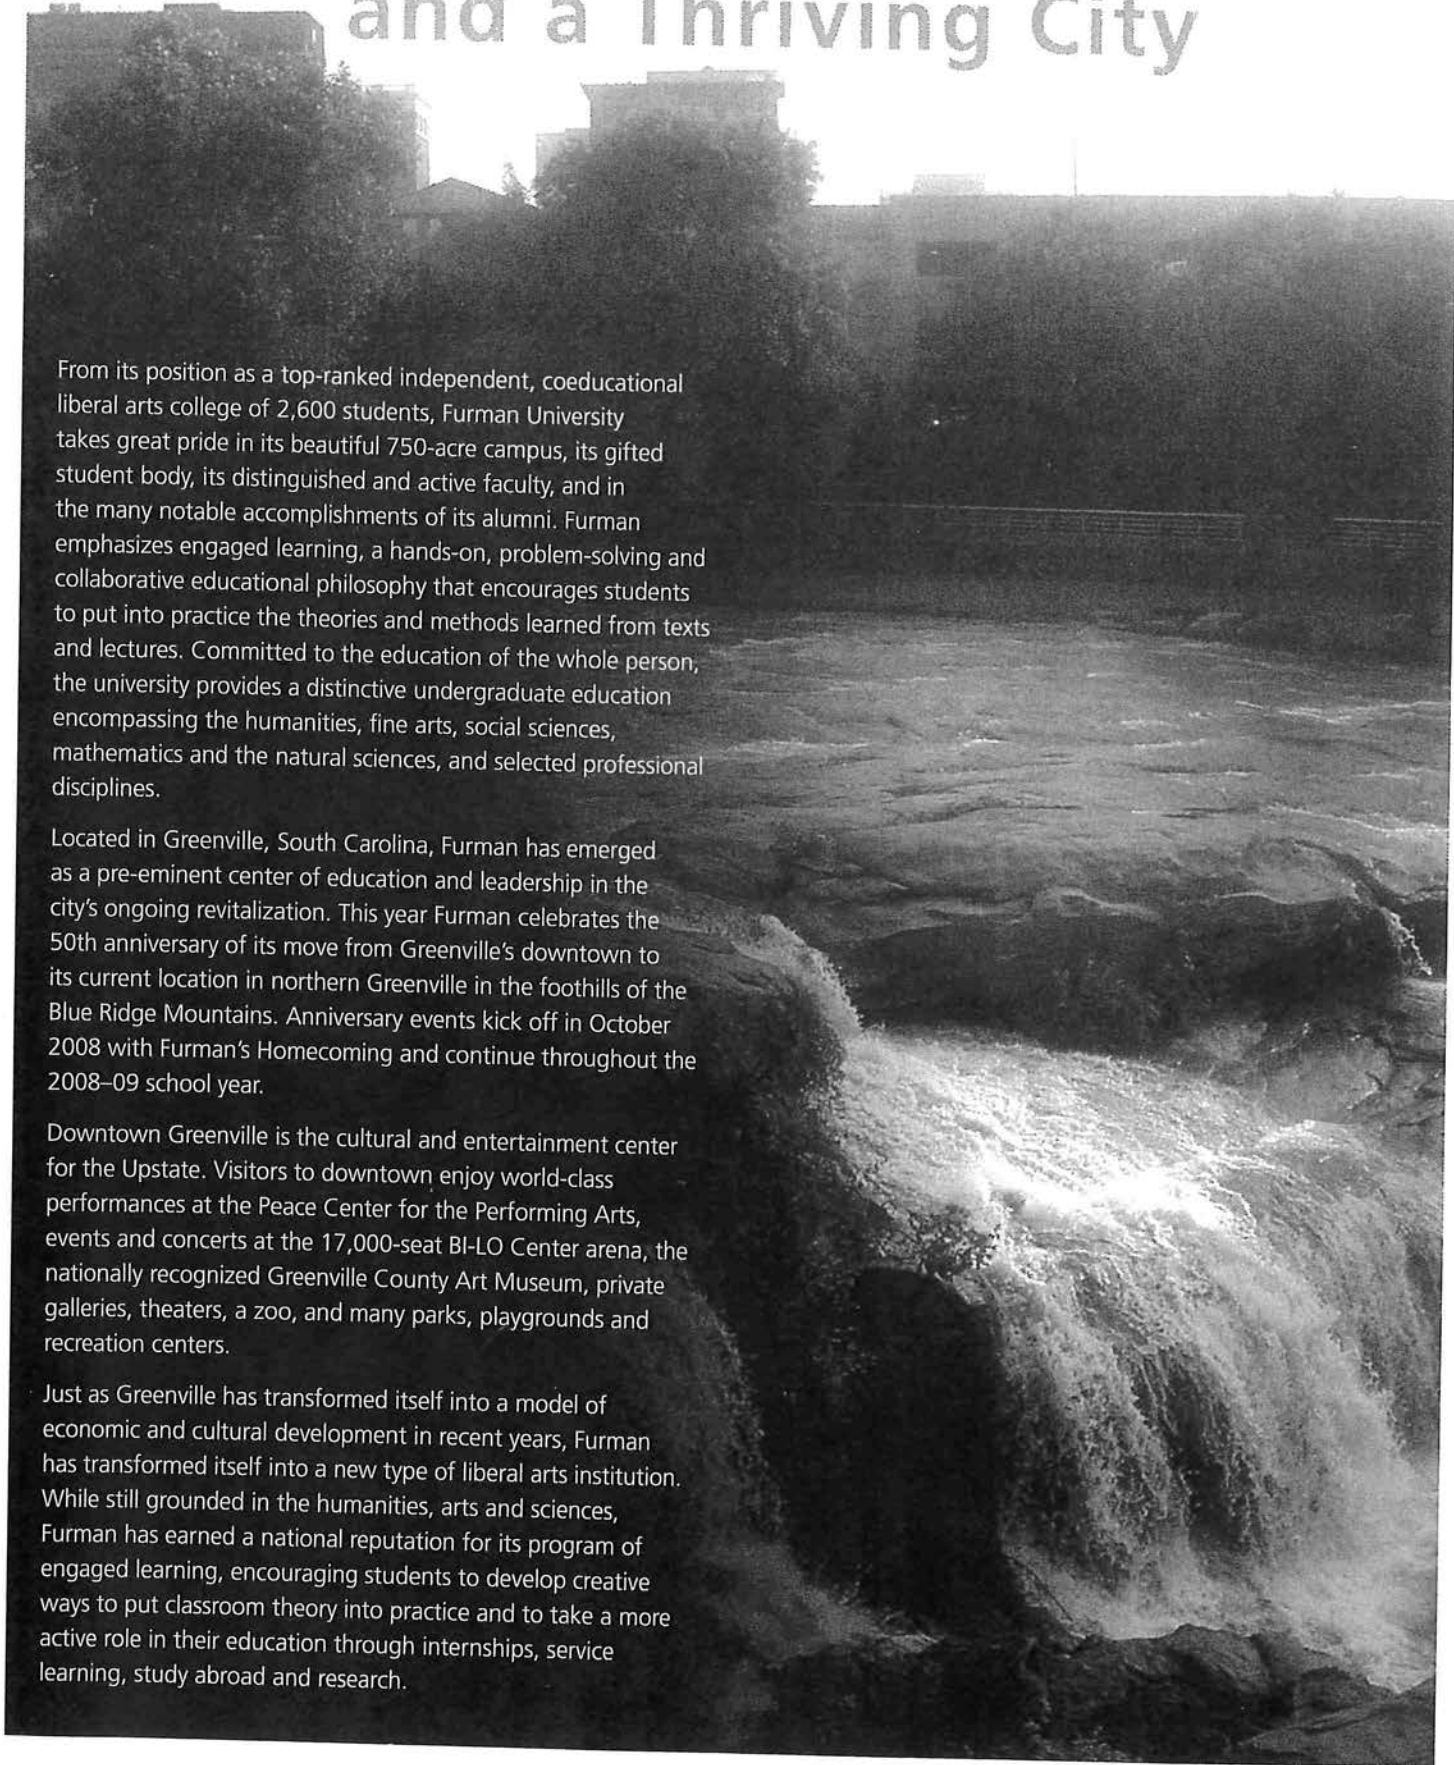 and a Thriving City
From its position as a top-ranked independent, coeducational
liberal arts college of 2,600 students, Furman University
takes great pride in its beautiful 750-acre campus, its gifted
student body, its distinguished and active faculty, and in
the many notable accomplishments of its alumni. Furman
emphasizes engaged learning, a hands-on, problem-solving and
collaborative educational philosophy that encourages students
to put into practice the theories and methods learned from texts
and lectures. Committed to the education of the whole person,
the university provides a distinctive undergraduate education
encompassing the humanities, fine arts, social sciences,
mathematics and the natural sciences, and selected professional
disciplines.
Located in Greenville, South Carolina, Furman has emerged
as a pre-eminent center of education and leadership in the
city's ongoing revitalization. This year Furman celebrates the
50th anniversary of its move from Greenville's downtown to
its current location in northern Greenville in the foothills of the
Blue Ridge Mountains. Anniversary events kick off in October
2008 with Furman's Homecoming and continue throughout the
2008–09 school year.
Downtown Greenville is the cultural and entertainment center
for the Upstate. Visitors to downtown enjoy world-class
performances at the Peace Center for the Performing Arts,
events and concerts at the 17,000-seat BI-LO Center arena, the
nationally recognized Greenville County Art Museum, private
galleries, theaters, a zoo, and many parks, playgrounds and
recreation centers.
Just as Greenville has transformed itself into a model of
economic and cultural development in recent years, Furman
has transformed itself into a new type of liberal arts institution.
While still grounded in the humanities, arts and sciences,
Furman has earned a national reputation for its program of
engaged learning, encouraging students to develop creative
ways to put classroom theory into practice and to take a more
active role in their education through internships, service
learning, study abroad and research.